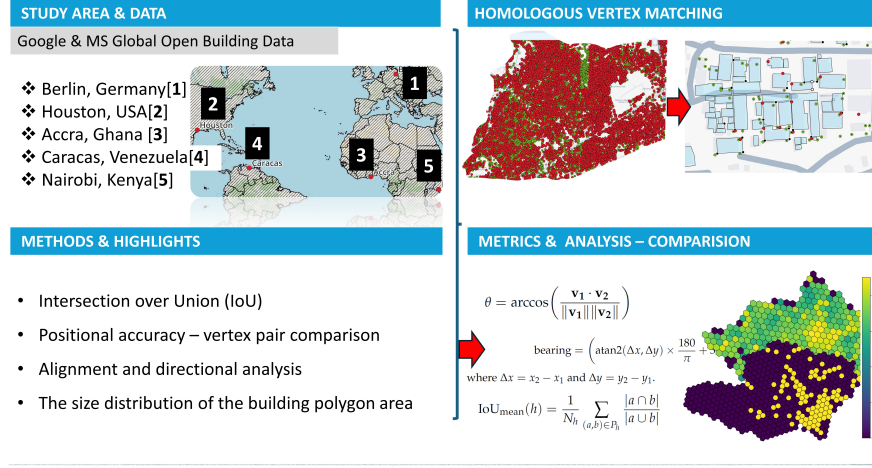 STUDY AREA & DATA
Google & MS Global Open Building Data
❖ Berlin, Germany[1]
❖ Houston, USA[2]
❖ Accra, Ghana [3]
❖ Caracas, Venezuela[4]
❖ Nairobi, Kenya[5]
1
2
Houston
4
Caracas
3
Accra
5
HOMOLOGOUS VERTEX MATCHING
METHODS & HIGHLIGHTS
• Intersection over Union (IoU)
• Positional accuracy – vertex pair comparison
• Alignment and directional analysis
• The size distribution of the building polygon area
METRICS & ANALYSIS – COMPARISION
θ = arccos( v₁ · v₂ / ‖v₁‖‖v₂‖ )
bearing = ( atan2(Δx, Δy) × 180/π +
where Δx = x₂ − x₁ and Δy = y₂ − y₁.
IoU_mean(h) = 1/N_h ∑_(a,b)∈P_h |a ∩ b| / |a ∪ b|